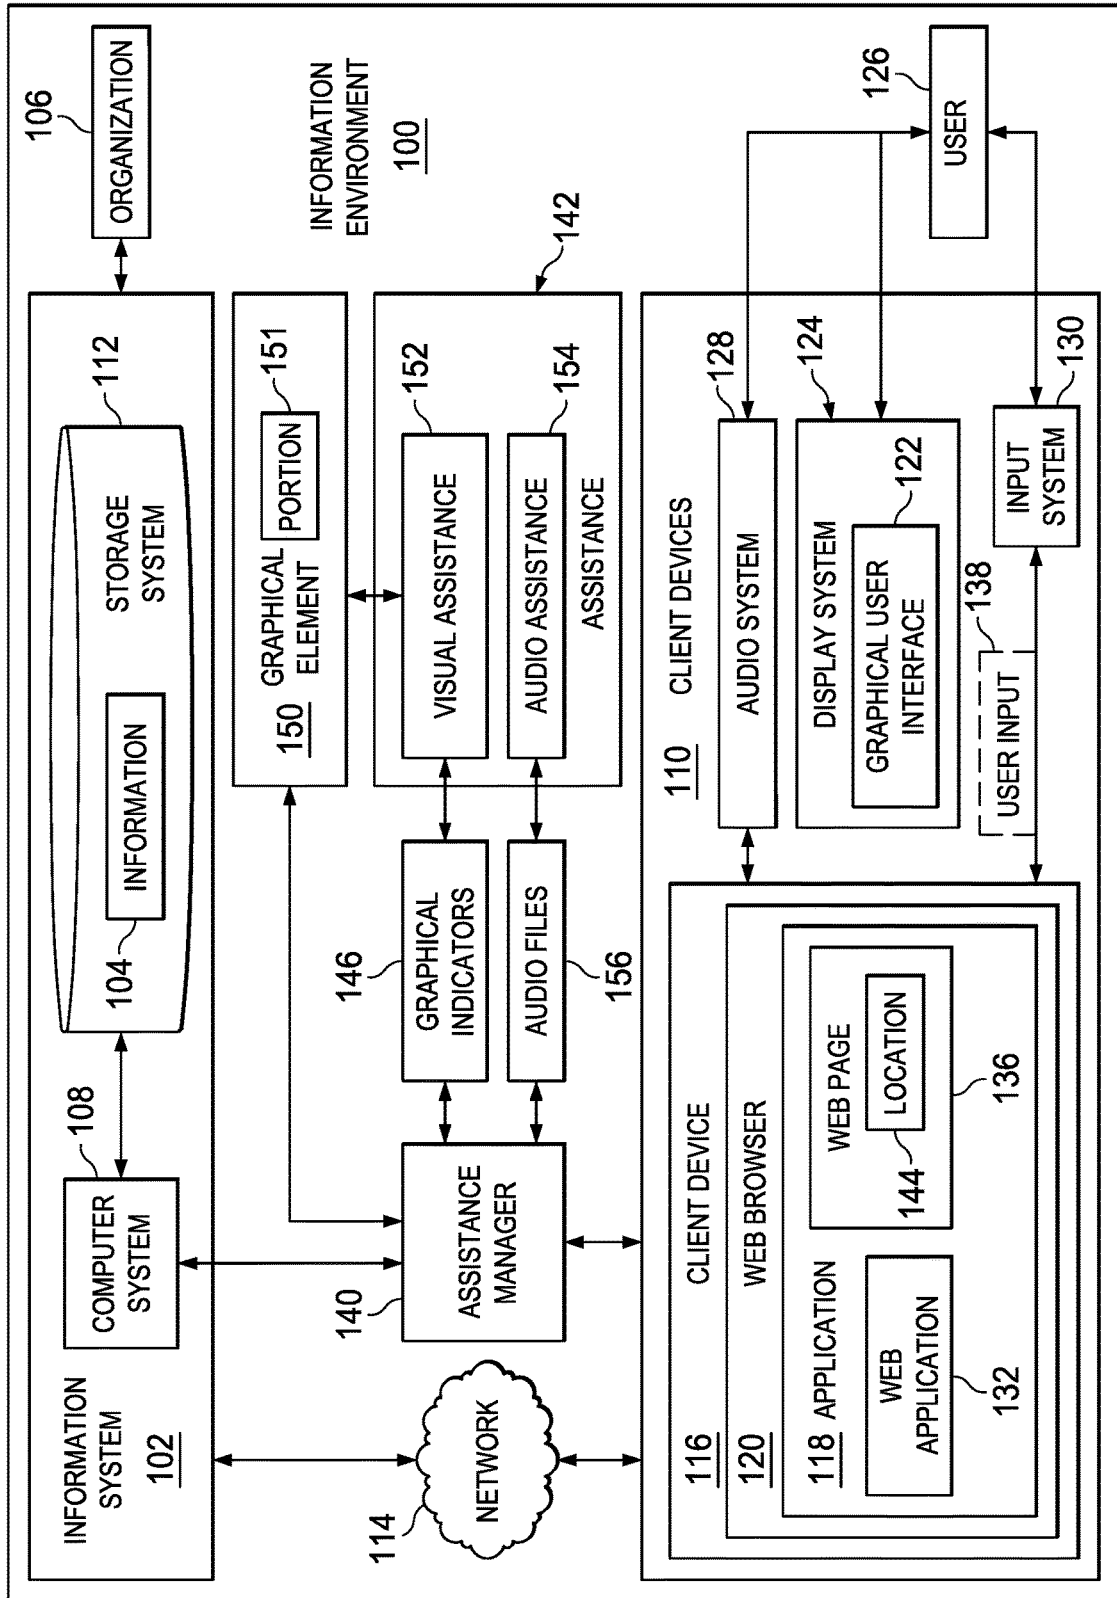 INFORMATION
SYSTEM
102
COMPUTER
SYSTEM
108
104
INFORMATION
STORAGE
SYSTEM
112
ORGANIZATION
106
INFORMATION
ENVIRONMENT
100
GRAPHICAL
ELEMENT
150
PORTION
151
142
VISUAL ASSISTANCE
152
AUDIO ASSISTANCE
154
ASSISTANCE
146
GRAPHICAL
INDICATORS
AUDIO FILES
156
140
ASSISTANCE
MANAGER
114
NETWORK
CLIENT DEVICES
110
AUDIO SYSTEM
128
DISPLAY SYSTEM
124
GRAPHICAL USER
INTERFACE
122
INPUT
SYSTEM
130
USER INPUT
138
USER
126
116
CLIENT DEVICE
120
WEB BROWSER
118
APPLICATION
WEB
APPLICATION
132
WEB PAGE
136
LOCATION
144